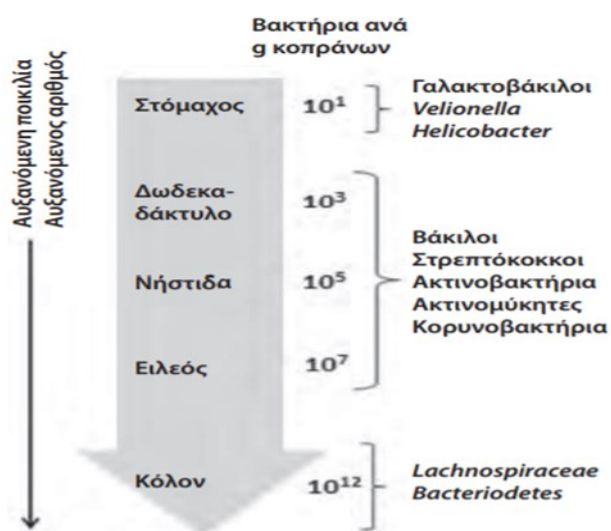 Βακτήρια ανά
g κοπράνων
Αυξανόμενη ποικιλία
Αυξανόμενος αριθμός
Στόμαχος
10¹
Γαλακτοβάκιλοι
Velionella
Helicobacter
Δωδεκα-
δάκτυλο
10³
Νήστιδα
10⁵
Ειλεός
10⁷
Βάκιλοι
Στρεπτόκοκκοι
Ακτινοβακτήρια
Ακτινομύκητες
Κορυνοβακτήρια
Κόλον
10¹²
Lachnospiraceae
Bacteriodetes